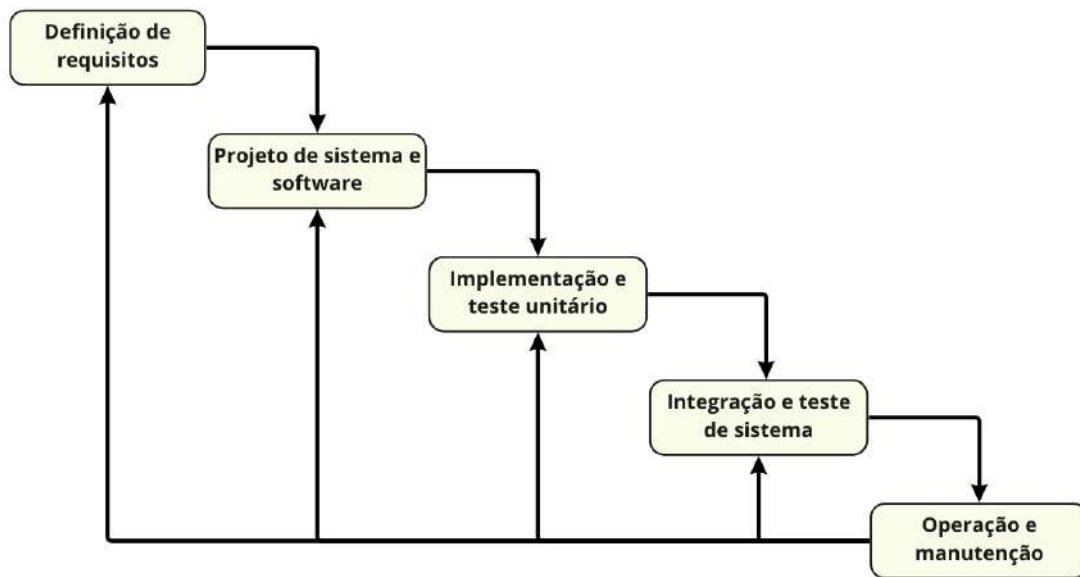 Definição de
requisitos
Projeto de sistema e
software
Implementação e
teste unitário
Integração e teste
de sistema
Operação e
manutenção